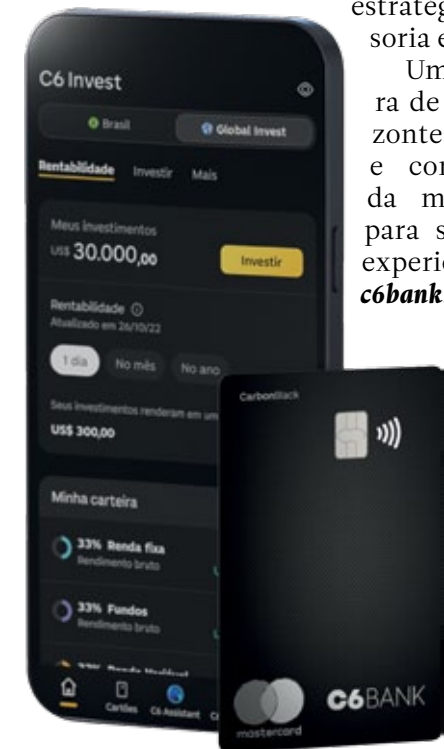 estratég
soria e
Um
ra de
zonte
e con
da m
para s
experi
c6bank
C6 Invest
Brasil
Global Invest
Rentabilidade Investir Mais
Meus investimentos
US$ 30.000,00
Investir
Rentabilidade
Atualizado em 26/10/22
1 dia No mês No ano
Seus investimentos renderam em um
US$ 300,00
Minha carteira
33% Renda fixa
Rendimento bruto
33% Fundos
Rendimento bruto
Cartões C6 Assistant
CarbonBlack
C6BANK
mastercard